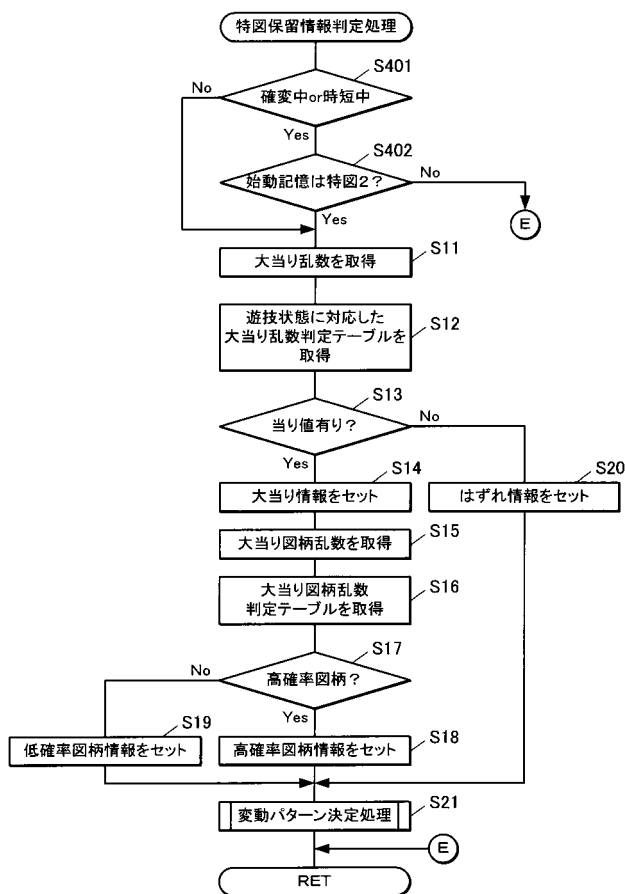 特図保留情報判定処理
S401
確変中or時短中
No
Yes
S402
始動記憶は特図2？
No
Yes
E
S11
大当り乱数を取得
S12
遊技状態に対応した
大当り乱数判定テーブルを
取得
S13
当り値有り？
No
Yes
S14
大当り情報をセット
S20
はずれ情報をセット
S15
大当り図柄乱数を取得
S16
大当り図柄乱数
判定テーブルを取得
S17
高確率図柄？
No
Yes
S19
低確率図柄情報をセット
S18
高確率図柄情報をセット
S21
変動パターン決定処理
E
RET